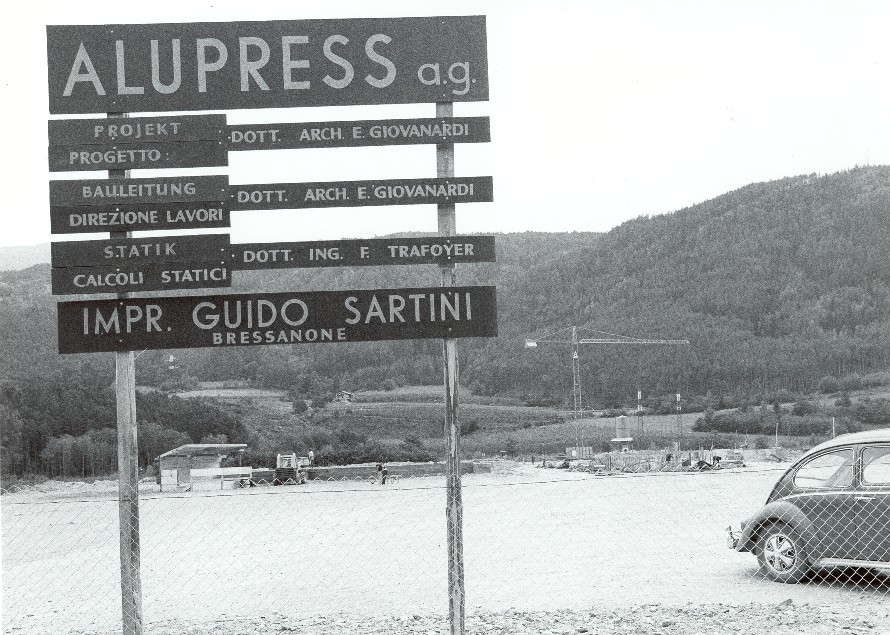 ALUPRESS a.g.
PROJEKT
PROGETTO :
DOTT. ARCH. E. GIOVANARDI
BAULEITUNG
DIREZIONE LAVORI
DOTT. ARCH. E. GIOVANARDI
STATIK
CALCOLI STATICI
DOTT. ING. F. TRAFOYER
IMPR. GUIDO SARTINI
BRESSANONE